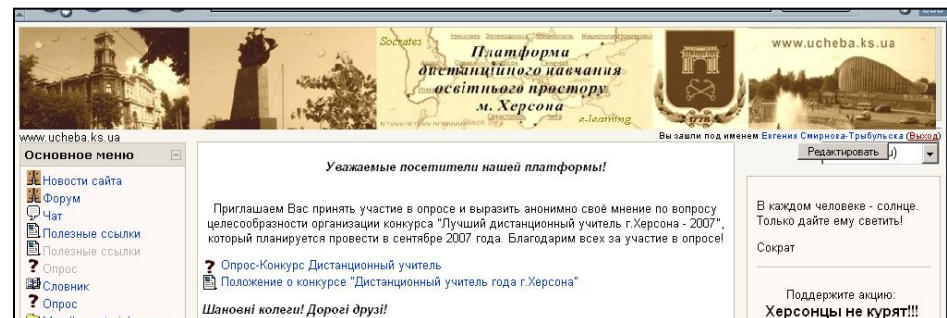 Socrates
Платформа
дистанційного навчання
освітнього простору
м. Херсона
e-learning
1778
www.ucheba.ks.ua
www.ucheba.ks.ua
Вы зашли под именем Евгения Смирнова-Трыбульска (Выход)
Основное меню
Новости сайта
Форум
Чат
Полезные ссылки
Полезные ссылки
Опрос
Словник
Опрос
Уважаемые посетители нашей платформы!
Приглашаем Вас принять участие в опросе и выразить анонимно своё мнение по вопросу
целесообразности организации конкурса "Лучший дистанционный учитель г.Херсона - 2007",
который планируется провести в сентябре 2007 года. Благодарим всех за участие в опросе!
Опрос-Конкурс Дистанционный учитель
Положение о конкурсе "Дистанционный учитель года г.Херсона"
Шановні колеги! Дорогі друзі!
Редактировать
В каждом человеке - солнце.
Только дайте ему светить!
Сократ
Поддержите акцию:
Херсонцы не курят!!!